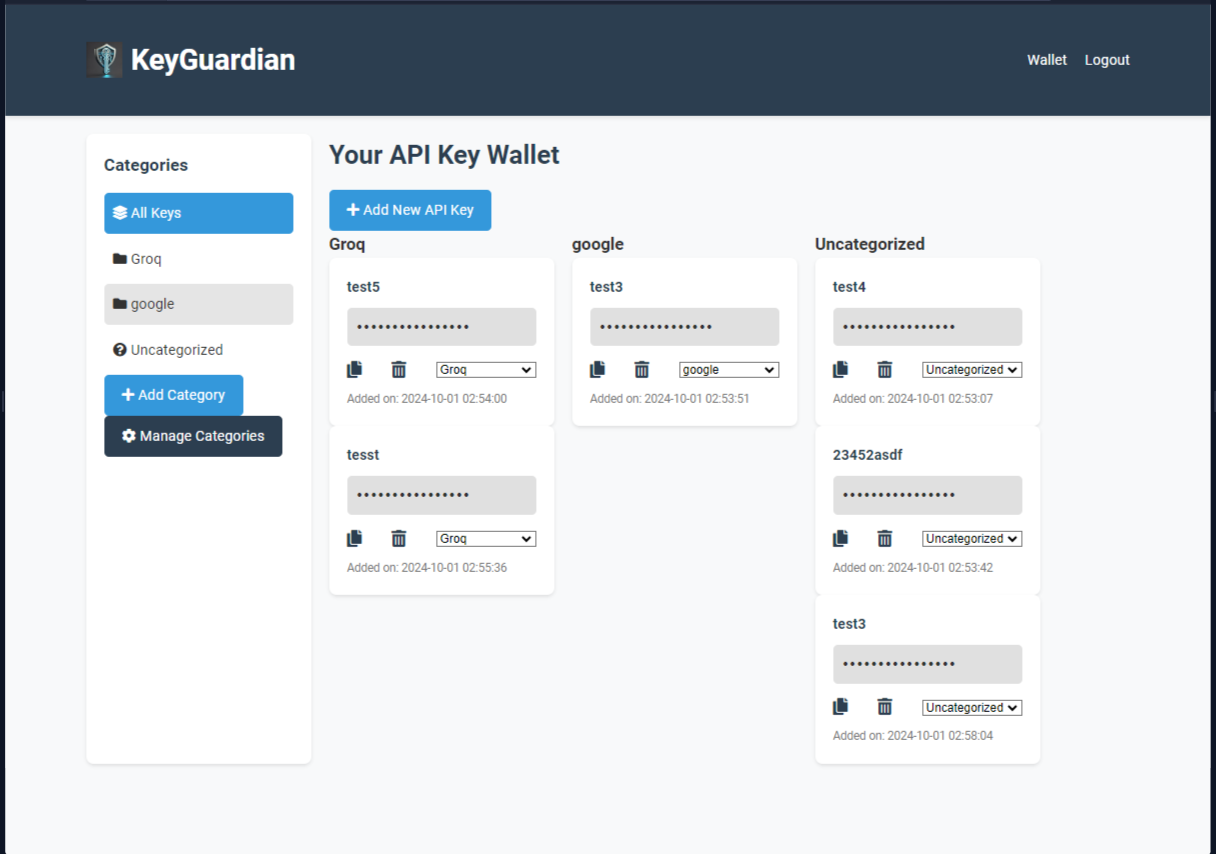 KeyGuardian
Wallet
Logout
Categories
All Keys
Groq
google
Uncategorized
Add Category
Manage Categories
Your API Key Wallet
Add New API Key
Groq
test5
••••••••••••••••
Groq
Added on: 2024-10-01 02:54:00
tesst
••••••••••••••••
Groq
Added on: 2024-10-01 02:55:36
google
test3
••••••••••••••••
google
Added on: 2024-10-01 02:53:51
Uncategorized
test4
••••••••••••••••
Uncategorized
Added on: 2024-10-01 02:53:07
23452asdf
••••••••••••••••
Uncategorized
Added on: 2024-10-01 02:53:42
test3
••••••••••••••••
Uncategorized
Added on: 2024-10-01 02:58:04